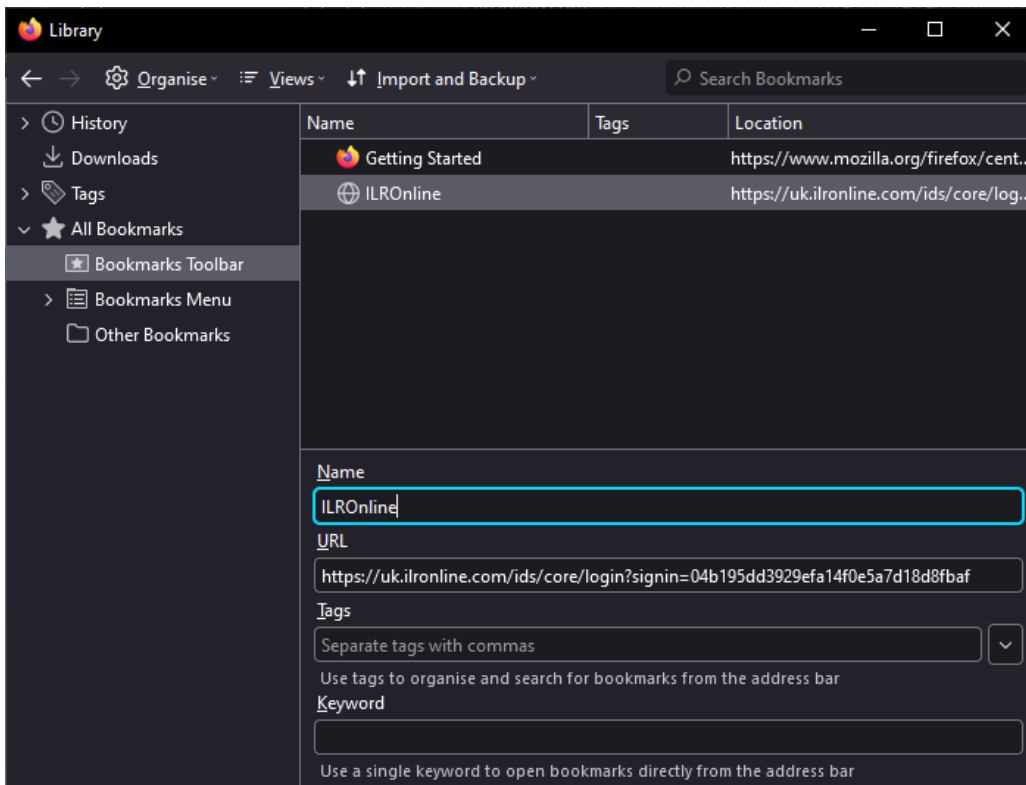 Library
Organise Views Import and Backup Search Bookmarks
History
Downloads
Tags
All Bookmarks
Bookmarks Toolbar
Bookmarks Menu
Other Bookmarks
Name Tags Location
Getting Started https://www.mozilla.org/firefox/cent...
ILROnline https://uk.ilronline.com/ids/core/log...
Name
ILROnline
URL
https://uk.ilronline.com/ids/core/login?signin=04b195dd3929efa14f0e5a7d18d8fbaf
Tags
Separate tags with commas
Use tags to organise and search for bookmarks from the address bar
Keyword
Use a single keyword to open bookmarks directly from the address bar